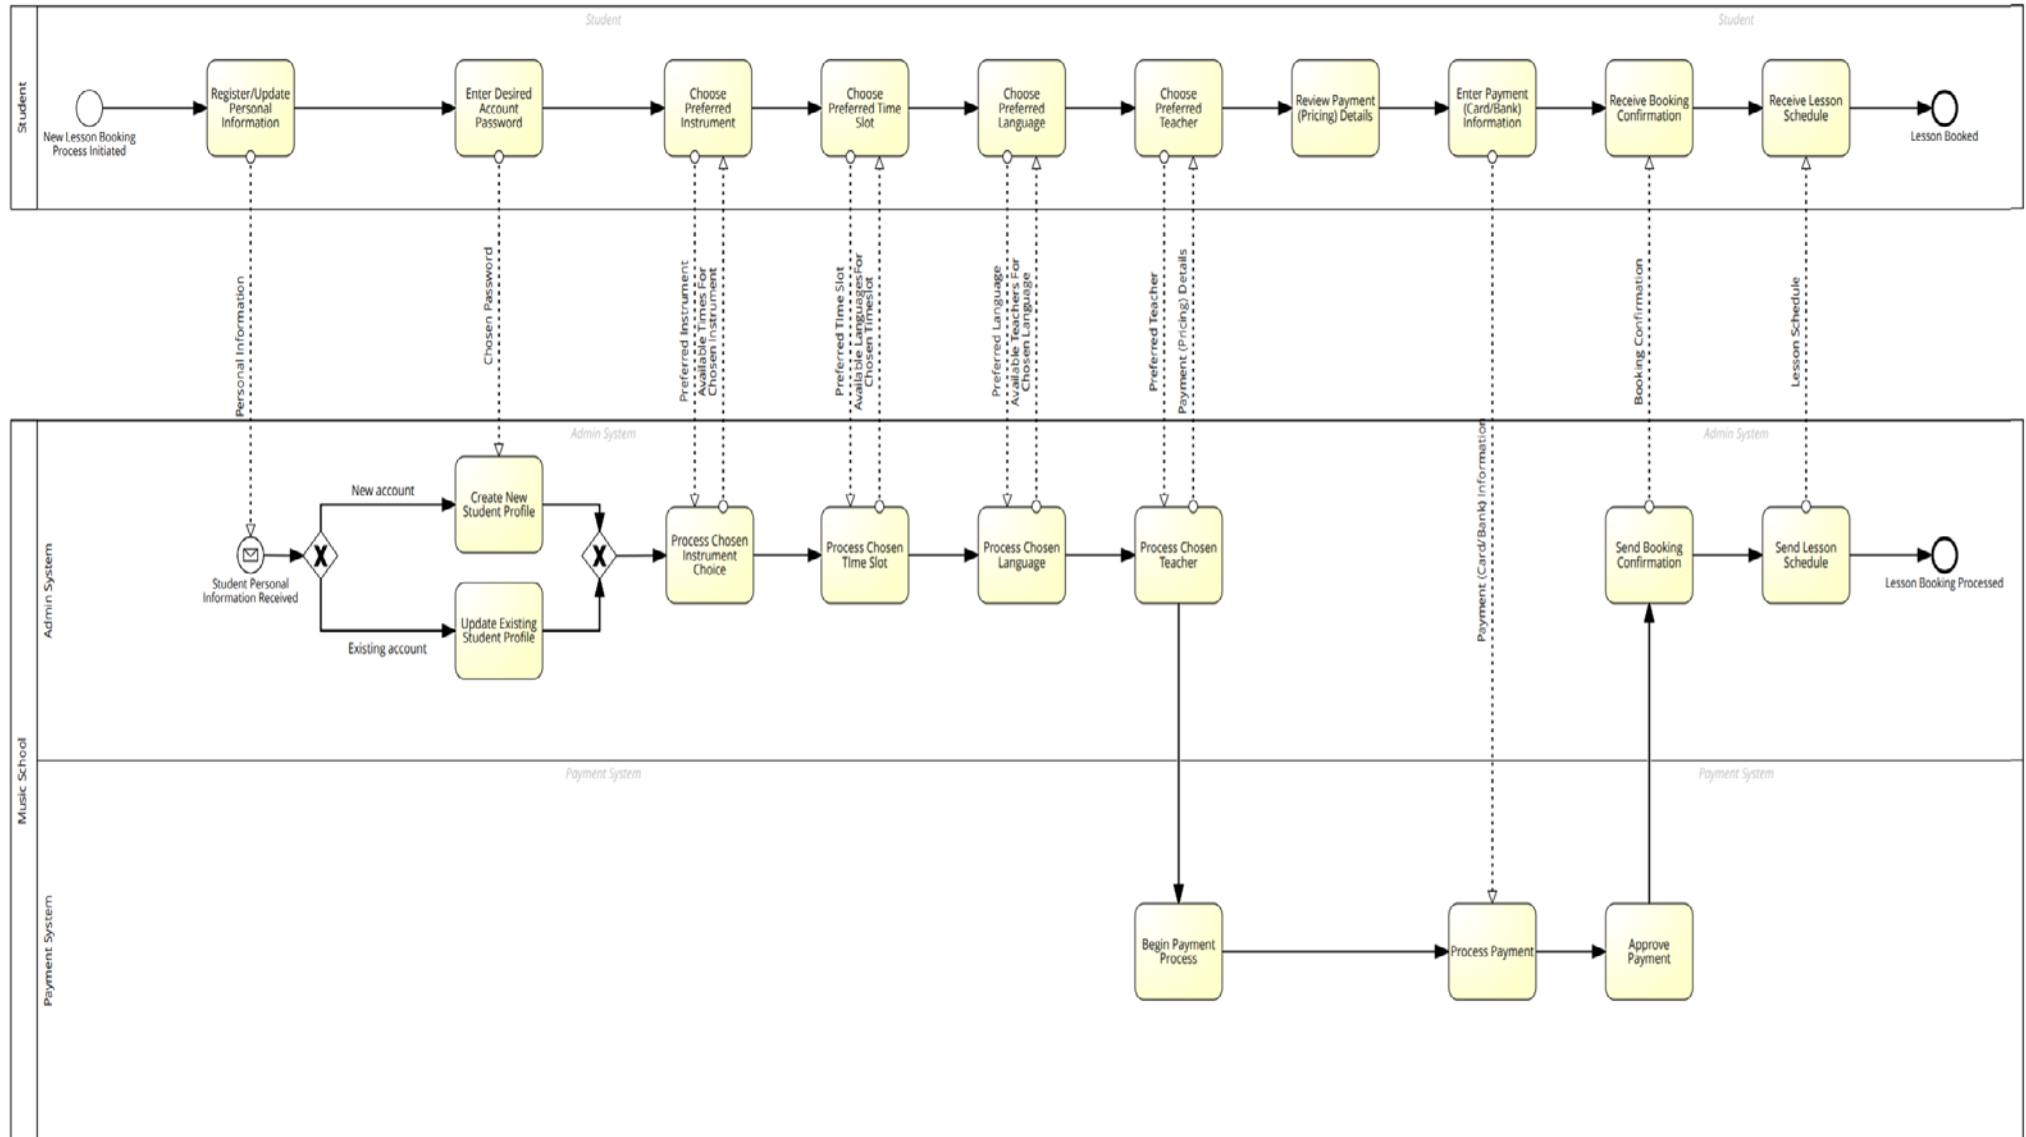 Student
Student
Student
New Lesson Booking
Process Initiated
Register/Update
Personal
Information
Enter Desired
Account
Password
Choose
Preferred
Instrument
Choose
Preferred Time
Slot
Choose
Preferred
Language
Choose
Preferred
Teacher
Review Payment
(Pricing) Details
Enter Payment
(Card/Bank)
Information
Receive Booking
Confirmation
Receive Lesson
Schedule
Lesson Booked
Personal Information
Chosen Password
Preferred Instrument
Available Times For
Chosen Instrument
Preferred Time Slot
Available LanguagesFor
Chosen Timeslot
Preferred Language
Available Teachers For
Chosen Language
Preferred Teacher
Payment (Pricing) Details
Payment (Card/Bank) Information
Booking Confirmation
Lesson Schedule
Music School
Admin System
Admin System
Admin System
Student Personal
Information Received
X
New account
Existing account
Create New
Student Profile
Update Existing
Student Profile
X
Process Chosen
Instrument
Choice
Process Chosen
TIme Slot
Process Chosen
Language
Process Chosen
Teacher
Send Booking
Confirmation
Send Lesson
Schedule
Lesson Booking Processed
Payment System
Payment System
Payment System
Begin Payment
Process
Process Payment
Approve
Payment